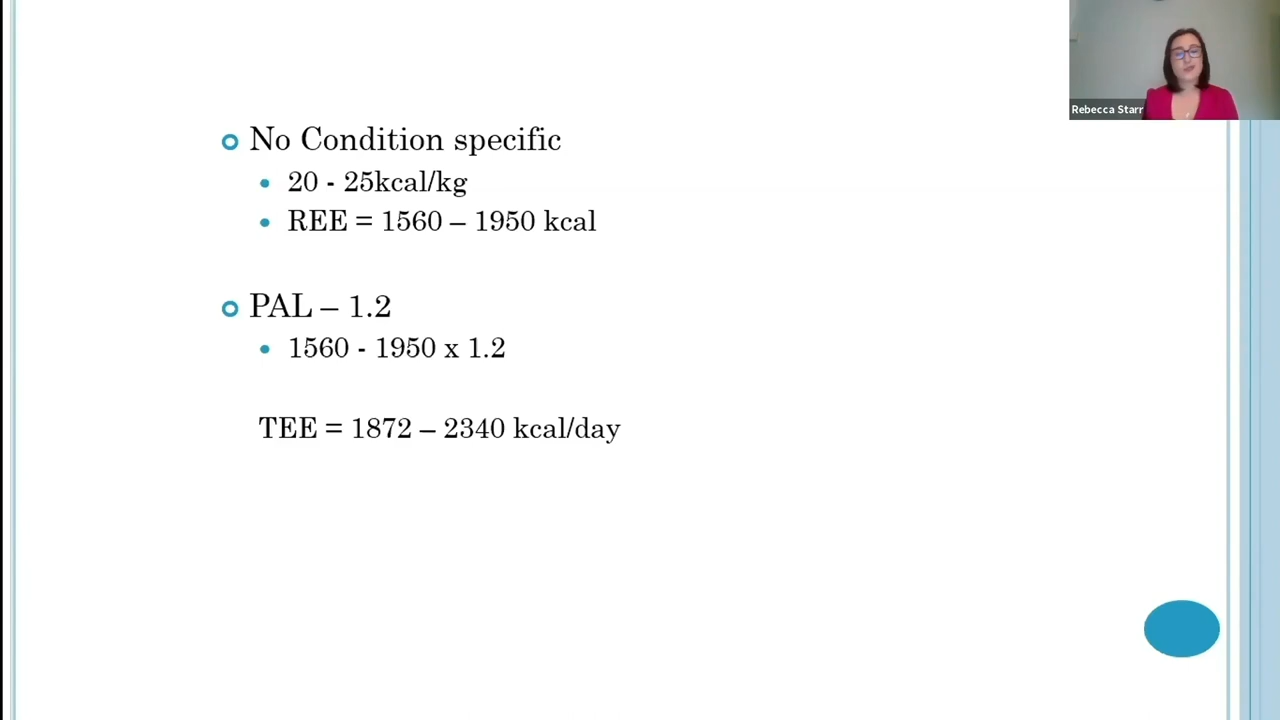 No Condition specific
20 - 25kcal/kg
REE = 1560 – 1950 kcal
PAL – 1.2
1560 - 1950 x 1.2
TEE = 1872 – 2340 kcal/day
Rebecca Starr